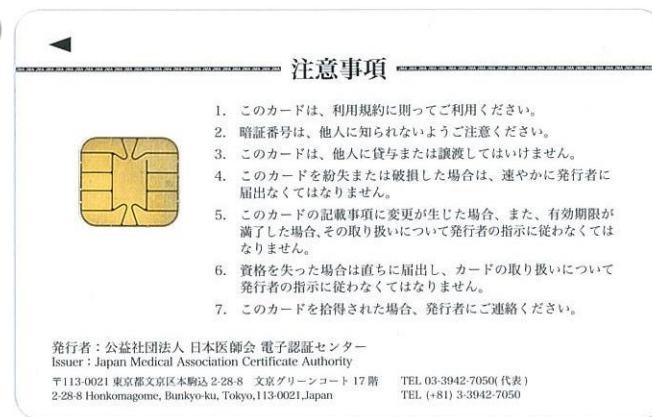 注意事項
1. このカードは、利用規約に則ってご利用ください。
2. 暗証番号は、他人に知られないようご注意ください。
3. このカードは、他人に貸与または譲渡してはいけません。
4. このカードを紛失または破損した場合は、速やかに発行者に
届出なくてはなりません。
5. このカードの記載事項に変更が生じた場合、また、有効期限が
満了した場合、その取り扱いについて発行者の指示に従わなくては
なりません。
6. 資格を失った場合は直ちに届出し、カードの取り扱いについて
発行者の指示に従わなくてはなりません。
7. このカードを拾得された場合、発行者にご連絡ください。
発行者：公益社団法人 日本医師会 電子認証センター
Issuer : Japan Medical Association Certificate Authority
〒113-0021 東京都文京区本駒込 2-28-8 文京グリーンコート 17 階 TEL 03-3942-7050( 代表 )
2-28-8 Honkomagome, Bunkyo-ku, Tokyo,113-0021,Japan TEL (+81) 3-3942-7050